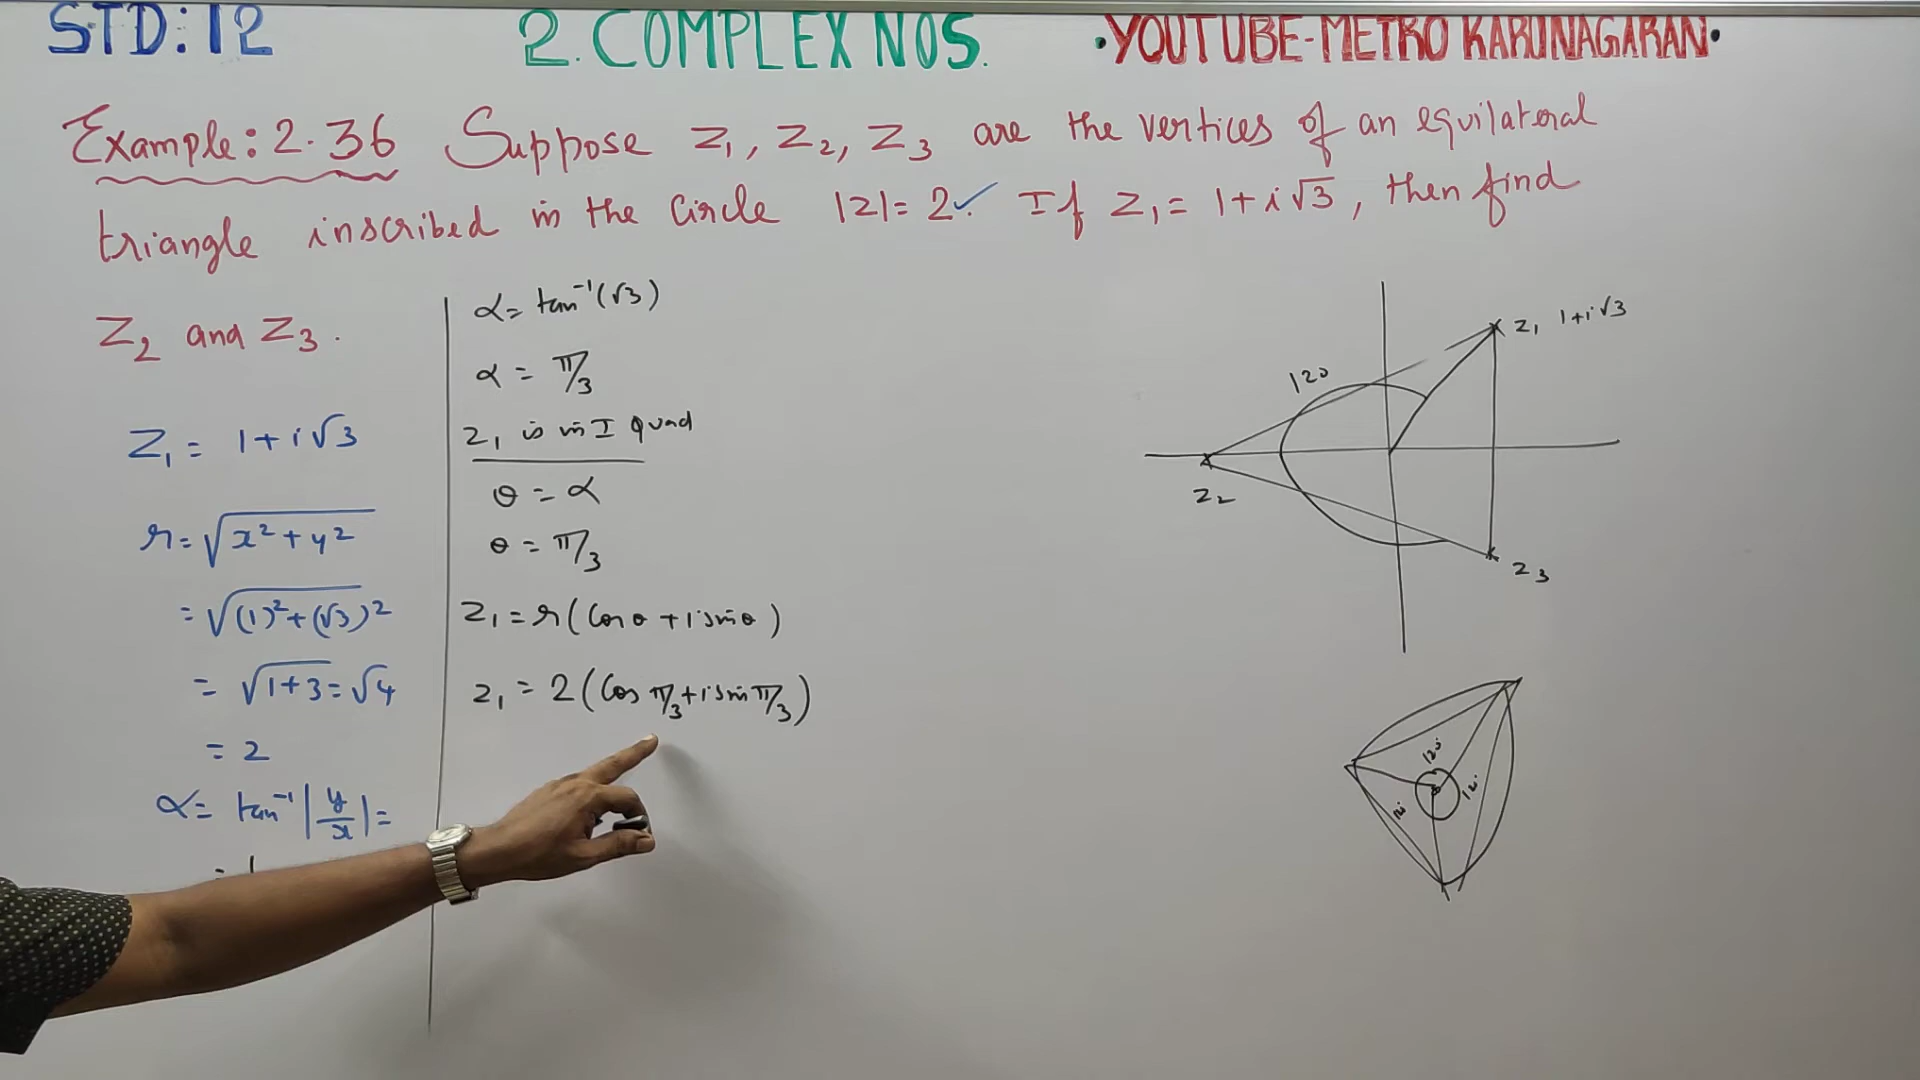 STD: 12
2. COMPLEX NOS.
• YOUTUBE-METRO KARUNAGARAN •
Example: 2.36 Suppose z₁, z₂, z₃ are the vertices of an equilateral
triangle inscribed in the circle |z| = 2 ✓. If z₁ = 1+i√3, then find
z₂ and z₃.
z₁ = 1+i√3
r = √(x²+y²)
= √((1)²+(√3)²)
= √(1+3) = √4
= 2
α = tan⁻¹|y/x| =
α = tan⁻¹(√3)
α = π/3
z₁ is in I quad
θ = α
θ = π/3
z₁ = r(cosθ + i sinθ)
z₁ = 2(cos π/3 + i sin π/3)
z₁ 1+i√3
120
z₂
z₃
120°
120°